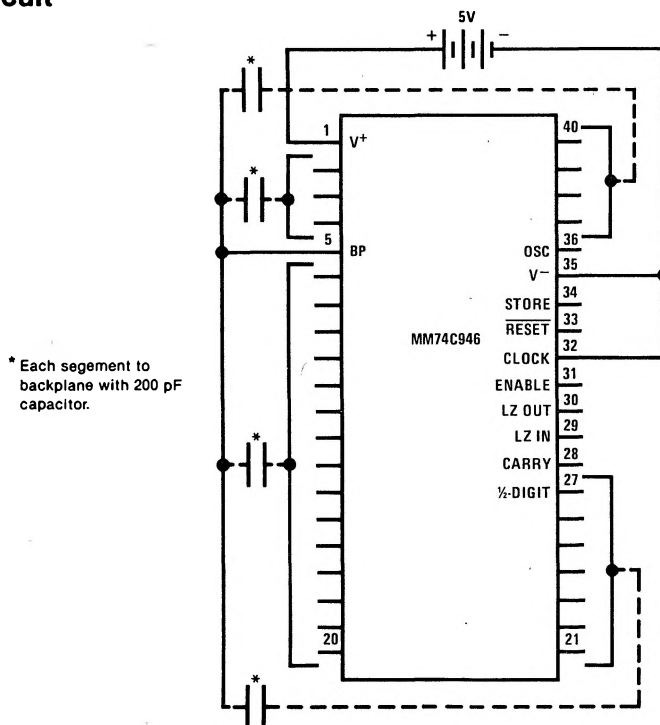 cuit
5V
+ −
*
1 V+ 40
*
5 BP
36
OSC
35
V−
34
STORE
33
RESET
MM74C946
32
CLOCK
* Each segement to
backplane with 200 pF
capacitor.
31
ENABLE
30
LZ OUT
29
LZ IN
28
CARRY
*
27
½-DIGIT
20 21
*